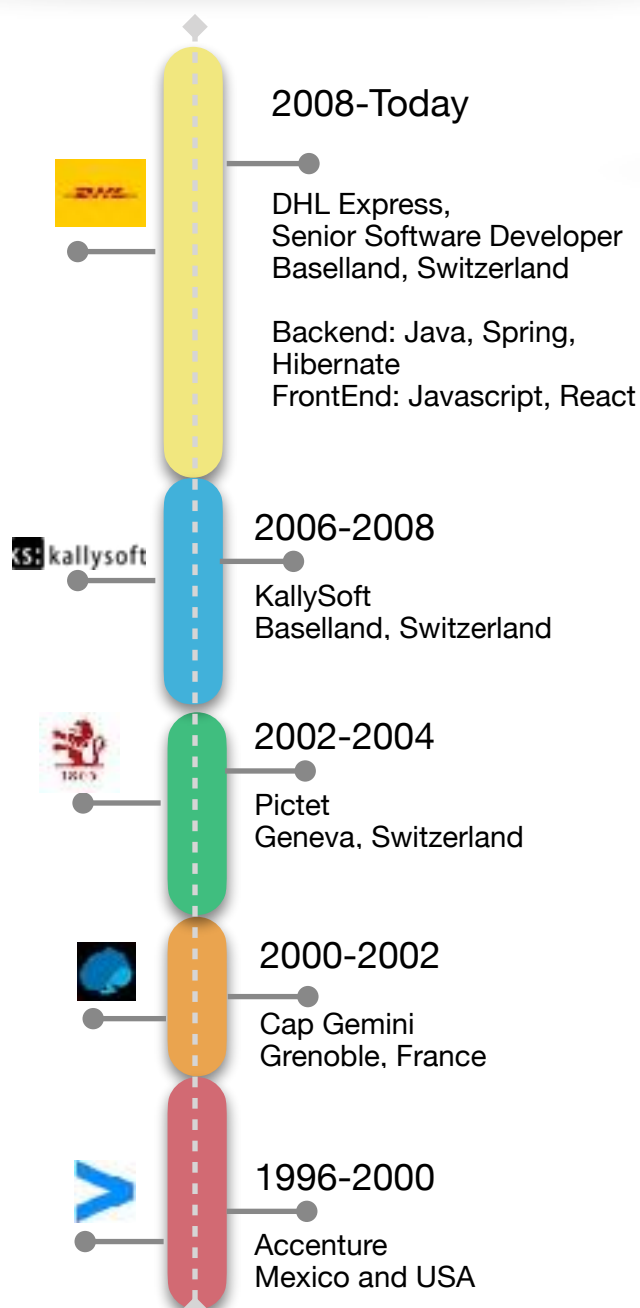 2008-Today
DHL Express,
Senior Software Developer
Baselland, Switzerland
Backend: Java, Spring,
Hibernate
FrontEnd: Javascript, React
2006-2008
ks: kallysoft
KallySoft
Baselland, Switzerland
2002-2004
Pictet
Geneva, Switzerland
2000-2002
Cap Gemini
Grenoble, France
1996-2000
Accenture
Mexico and USA